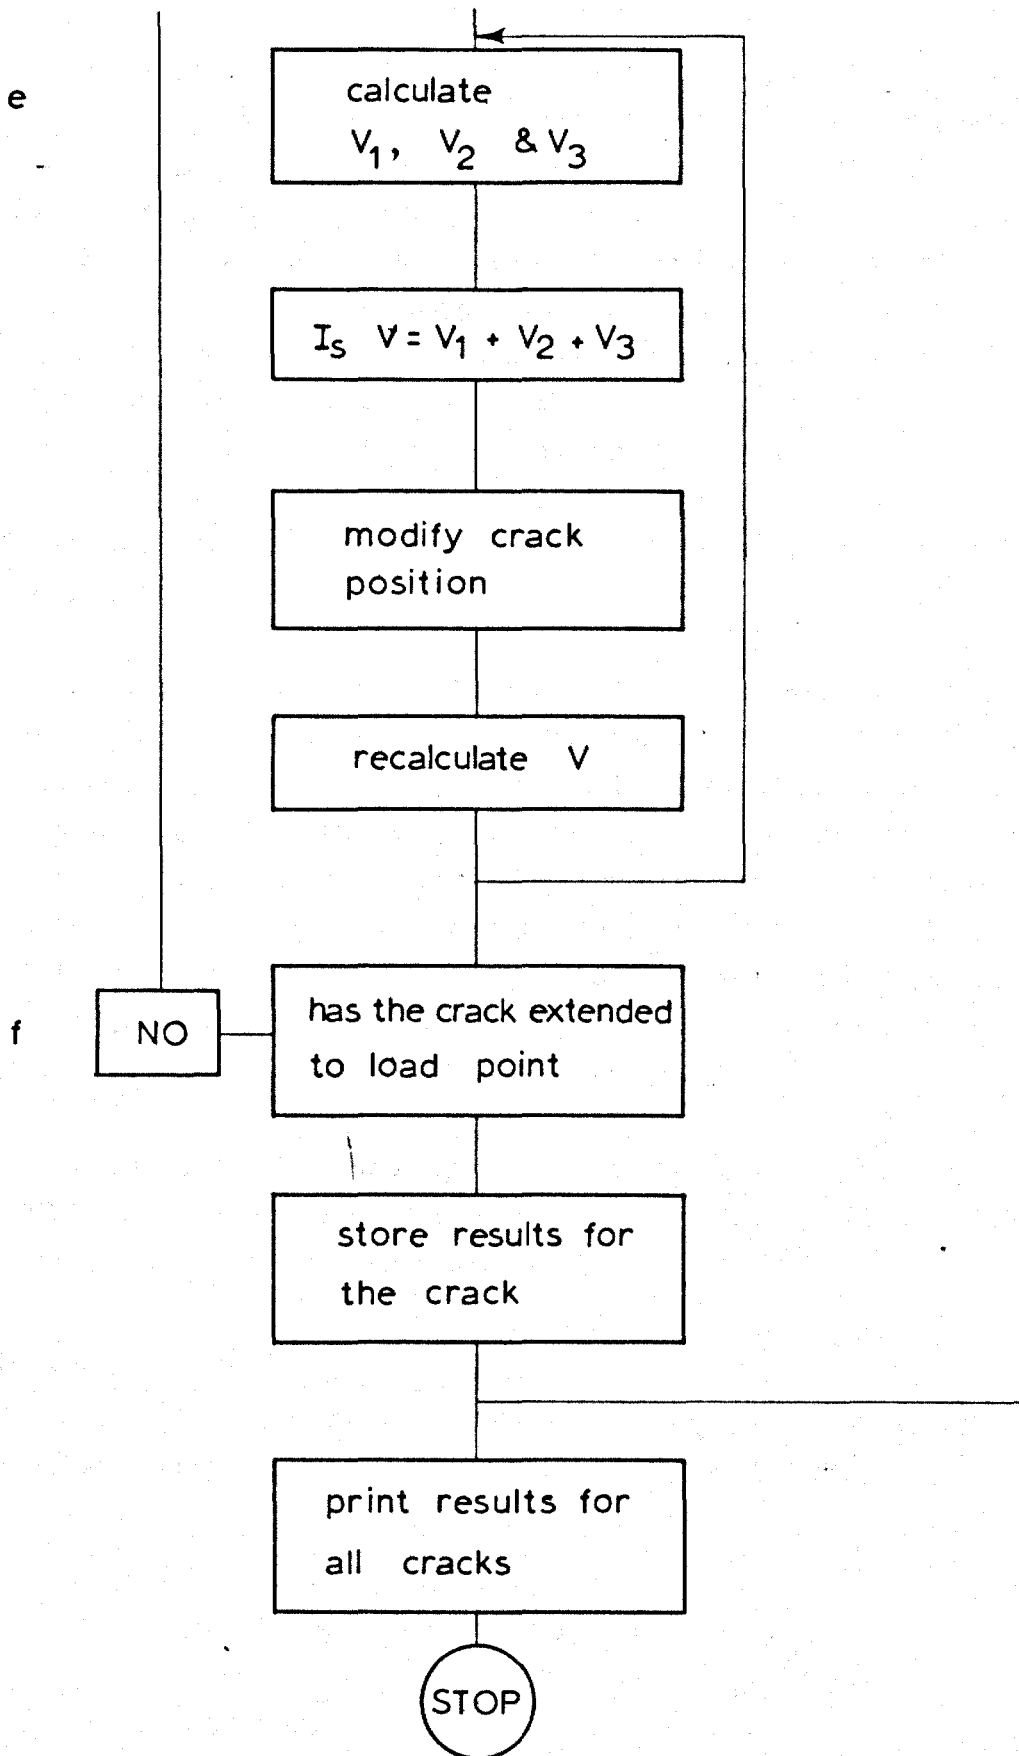 e
calculate
V₁, V₂ & V₃
Is V = V₁ + V₂ + V₃
modify crack
position
recalculate V
f
NO
has the crack extended
to load point
store results for
the crack
print results for
all cracks
STOP